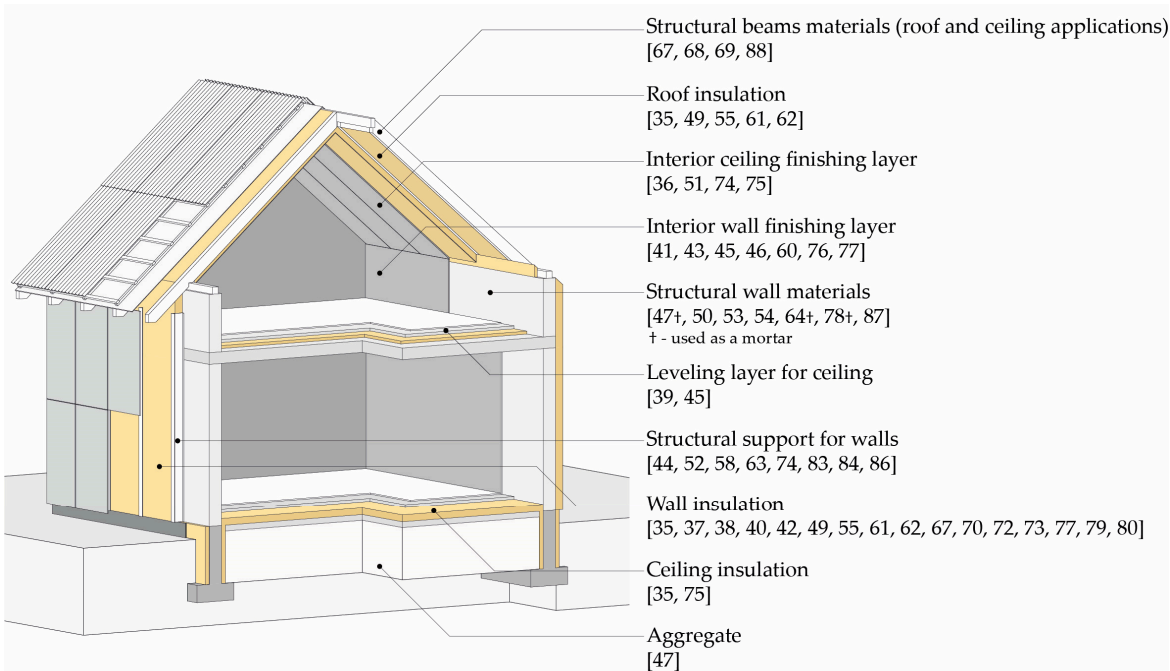 Structural beams materials (roof and ceiling applications)
[67, 68, 69, 88]
Roof insulation
[35, 49, 55, 61, 62]
Interior ceiling finishing layer
[36, 51, 74, 75]
Interior wall finishing layer
[41, 43, 45, 46, 60, 76, 77]
Structural wall materials
[47†, 50, 53, 54, 64†, 78†, 87]
† - used as a mortar
Leveling layer for ceiling
[39, 45]
Structural support for walls
[44, 52, 58, 63, 74, 83, 84, 86]
Wall insulation
[35, 37, 38, 40, 42, 49, 55, 61, 62, 67, 70, 72, 73, 77, 79, 80]
Ceiling insulation
[35, 75]
Aggregate
[47]